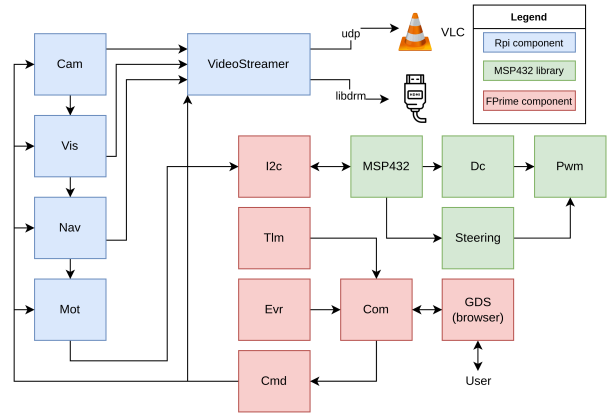 Legend
Rpi component
MSP432 library
FPrime component
udp
VLC
Cam
VideoStreamer
libdrm
HDMI
Vis
I2c
MSP432
Dc
Pwm
Nav
Tlm
Steering
Mot
Evr
Com
GDS
(browser)
Cmd
User